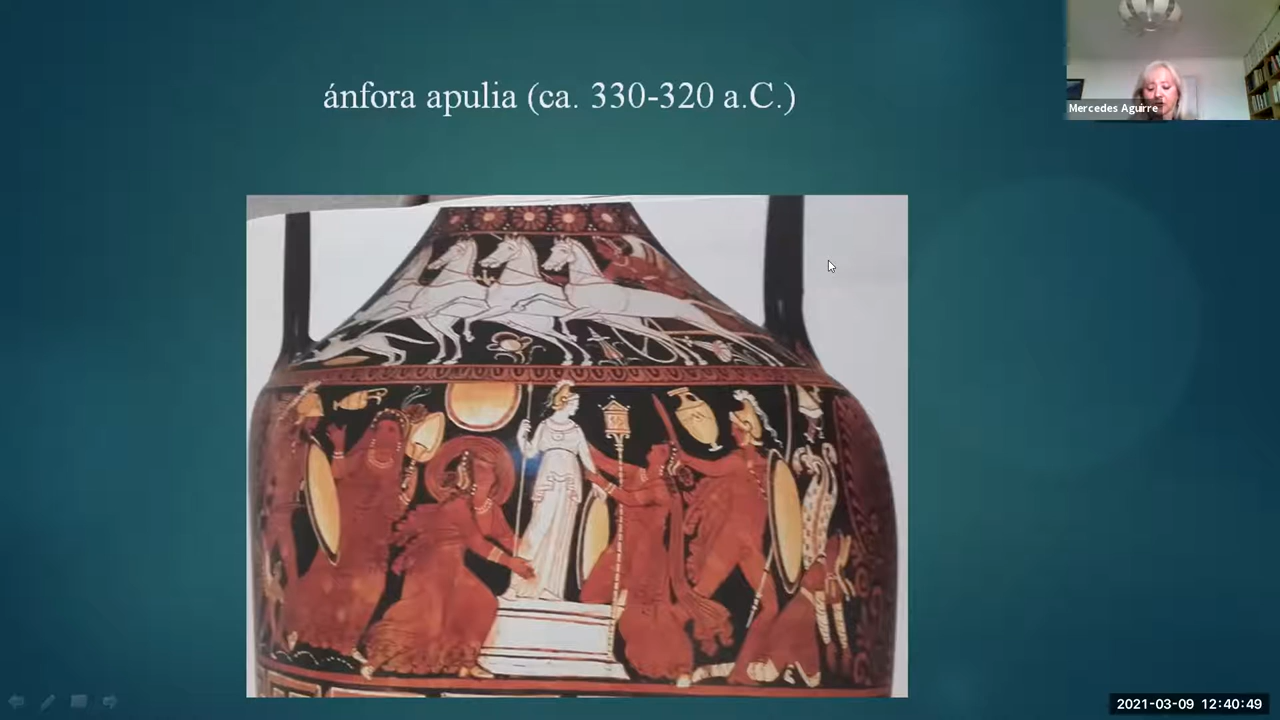 ánfora apulia (ca. 330-320 a.C.)
Mercedes Aguirre
2021-03-09 12:40:49